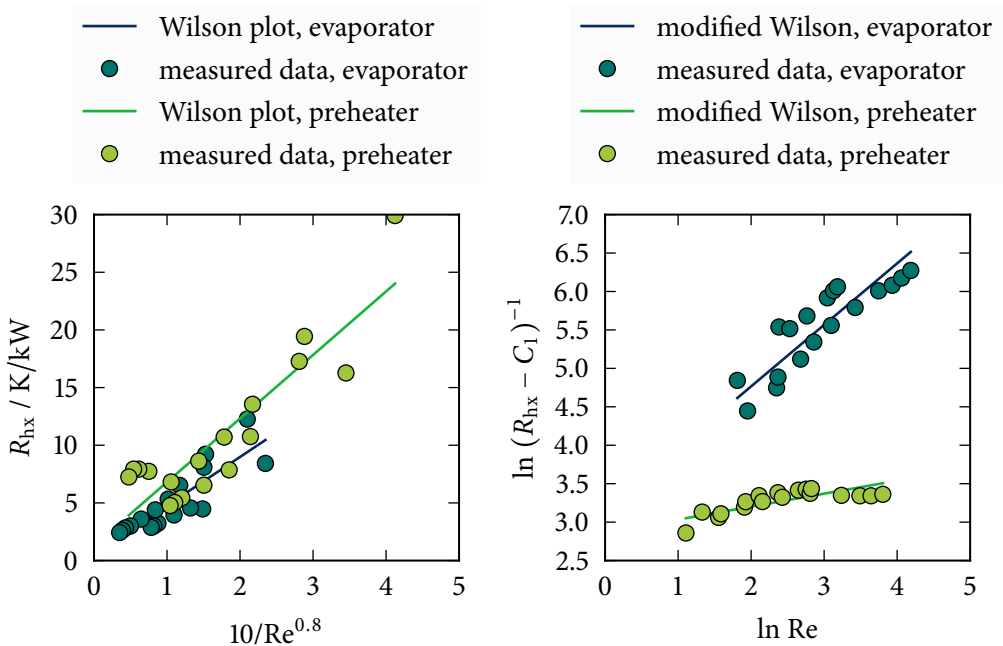 Wilson plot, evaporator
measured data, evaporator
Wilson plot, preheater
measured data, preheater
modified Wilson, evaporator
measured data, evaporator
modified Wilson, preheater
measured data, preheater
R_hx / K/kW
30
25
20
15
10
5
0
0 1 2 3 4 5
10/Re^0.8
ln (R_hx − C_1)^−1
7.0
6.5
6.0
5.5
5.0
4.5
4.0
3.5
3.0
2.5
0 1 2 3 4 5
ln Re